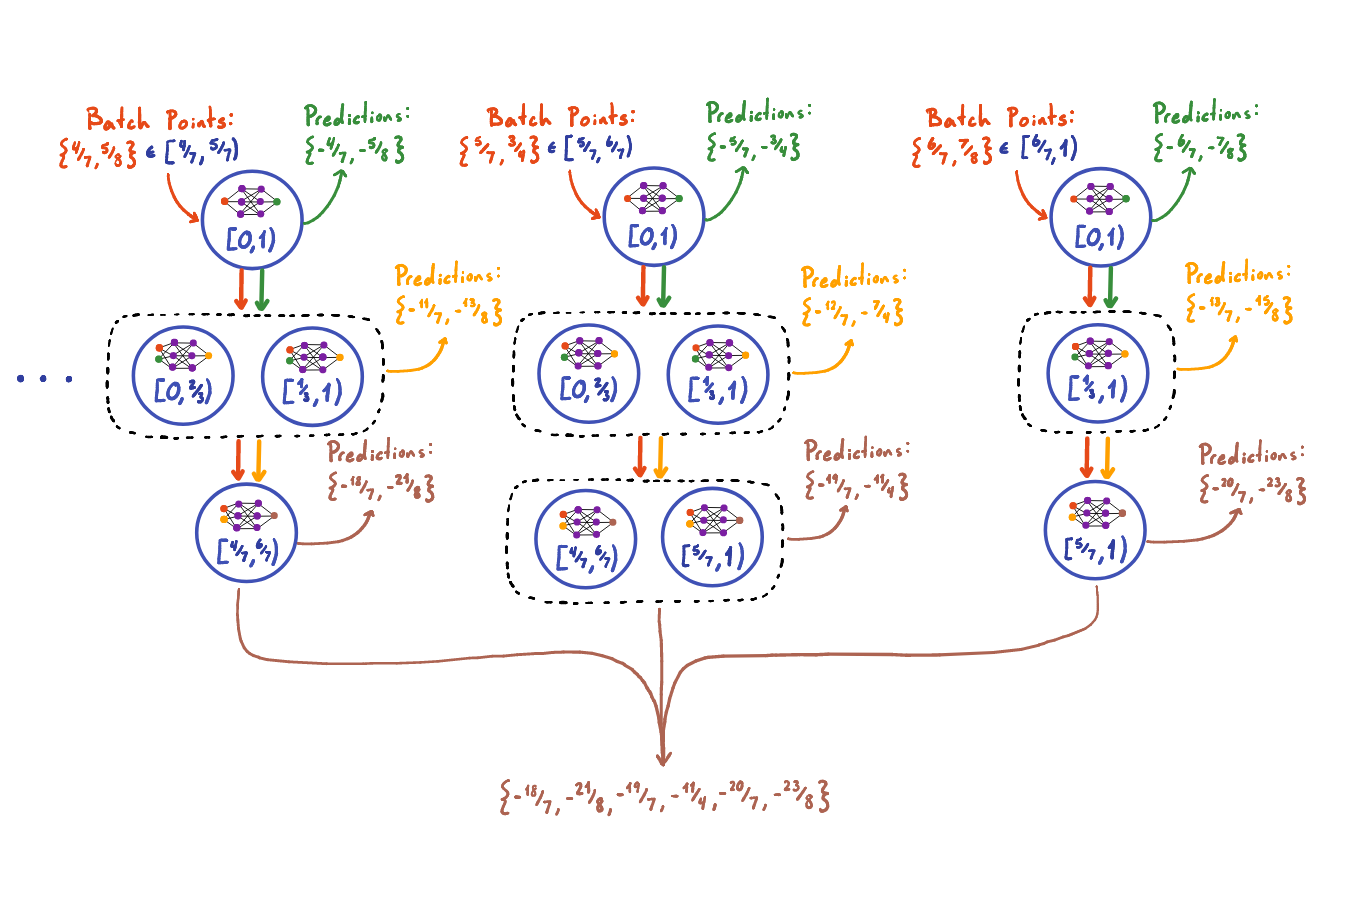 Batch Points:
{4/7, 5/8} ∈ [4/7, 5/7)
Predictions:
{-4/7, -5/8}
[0,1)
Predictions:
{-11/7, -13/8}
[0, 2/3)
[1/3, 1)
Predictions:
{-18/7, -21/8}
[4/7, 6/7)
Batch Points:
{5/7, 3/4} ∈ [5/7, 6/7)
Predictions:
{-5/7, -3/4}
[0,1)
Predictions:
{-12/7, -7/4}
[0, 2/3)
[1/3, 1)
Predictions:
{-19/7, -11/4}
[4/7, 6/7)
[5/7, 1)
Batch Points:
{6/7, 7/8} ∈ [6/7, 1)
Predictions:
{-6/7, -7/8}
[0,1)
Predictions:
{-13/7, -15/8}
[1/3, 1)
Predictions:
{-20/7, -23/8}
[5/7, 1)
{-18/7, -21/8, -19/7, -11/4, -20/7, -23/8}